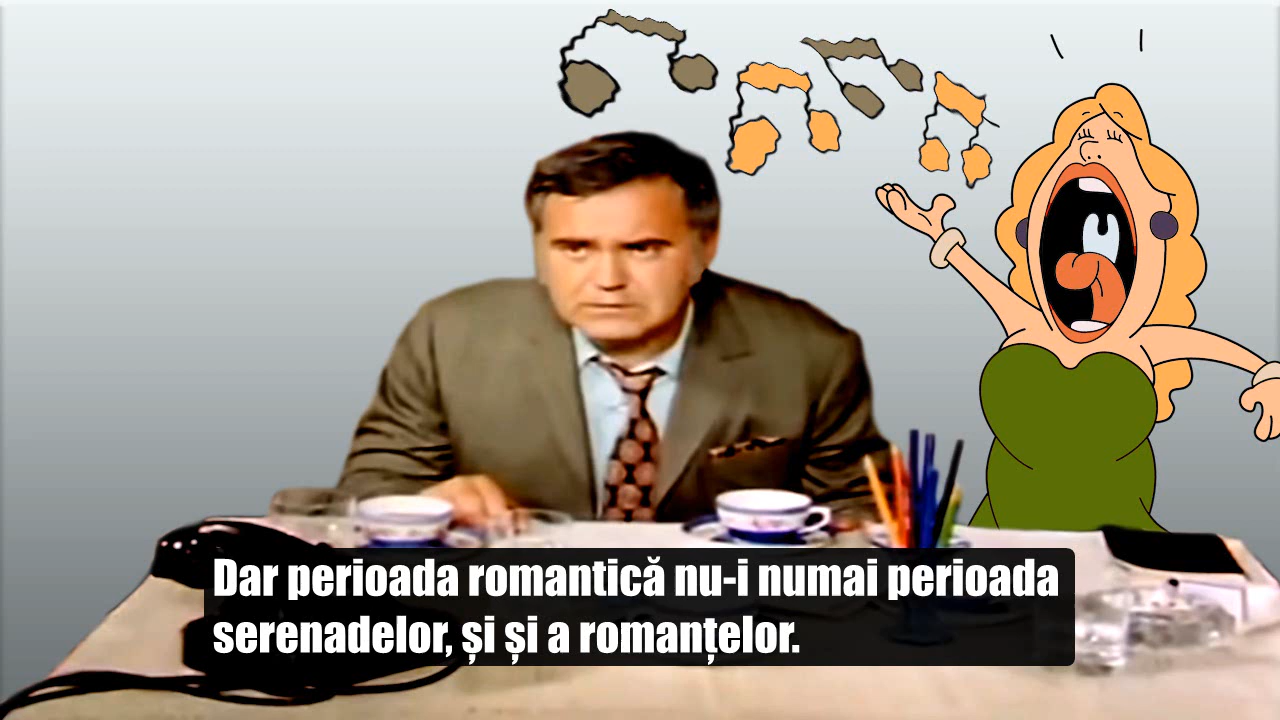 Dar perioada romantică nu-i numai perioada
serenadelor, și și a romanțelor.